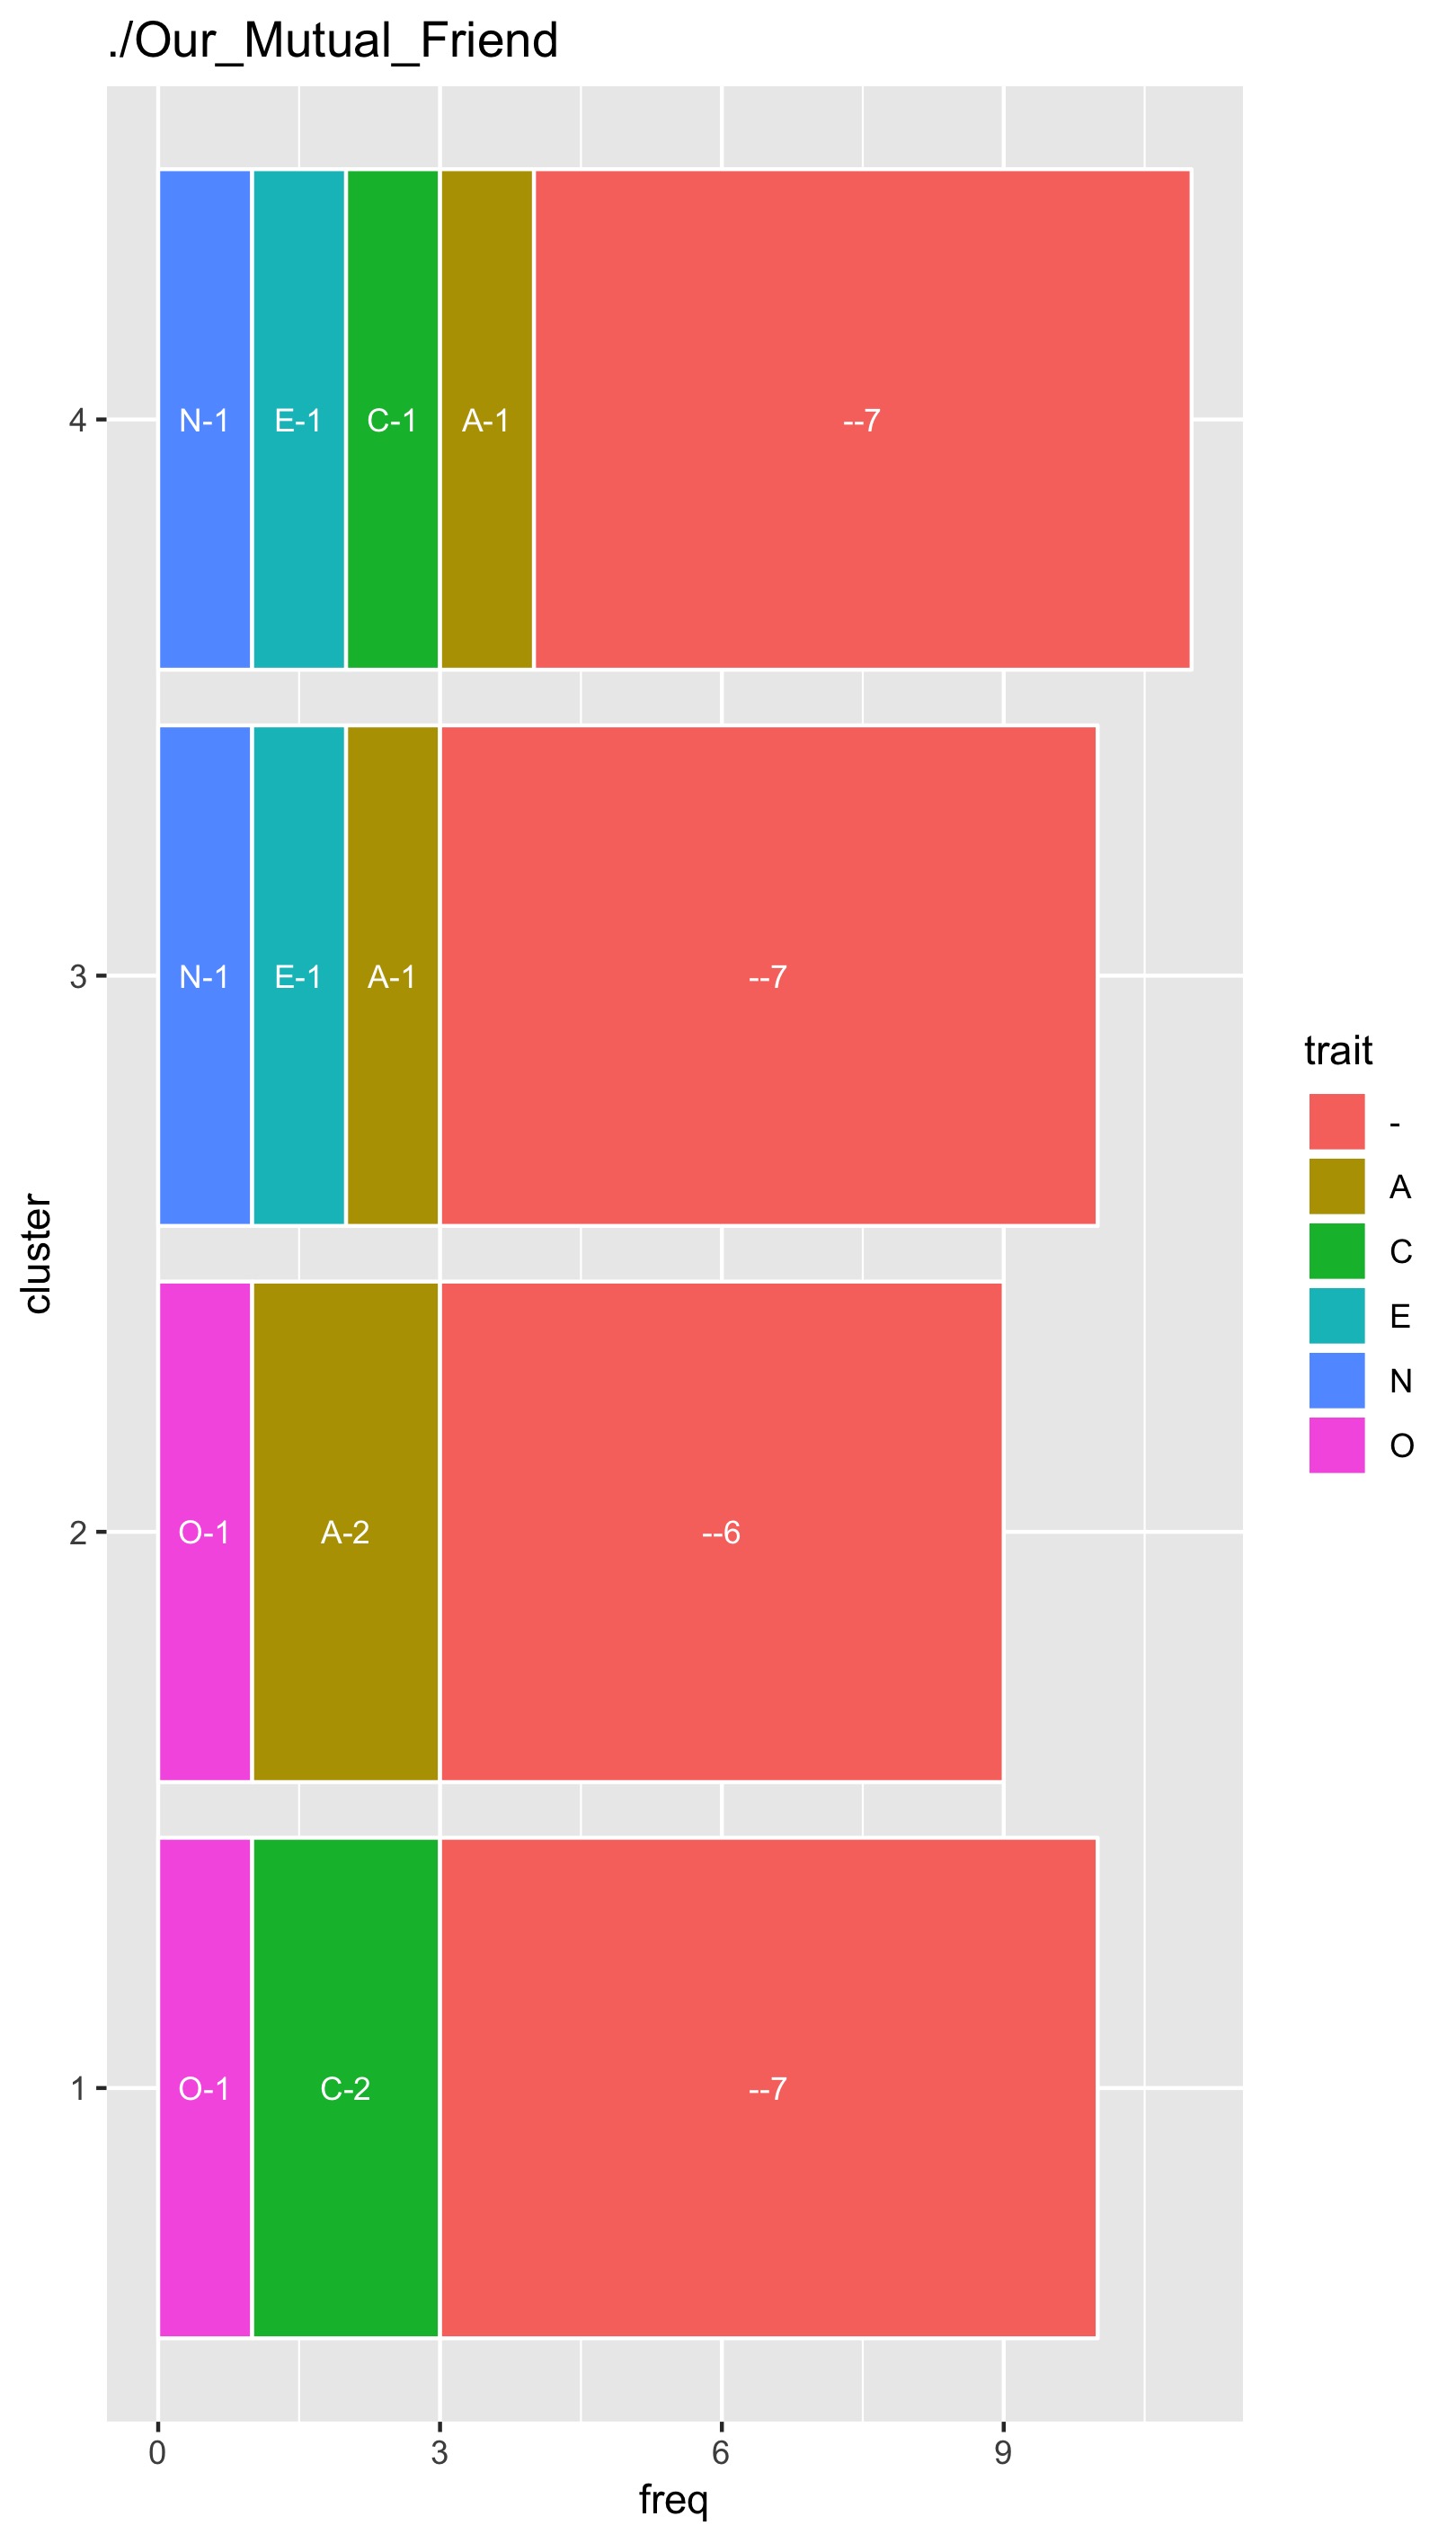 ./Our_Mutual_Friend
4
N-1 E-1 C-1 A-1 --7
3
N-1 E-1 A-1 --7
2
O-1 A-2 --6
1
O-1 C-2 --7
0 3 6 9
freq
cluster
trait
-
A
C
E
N
O